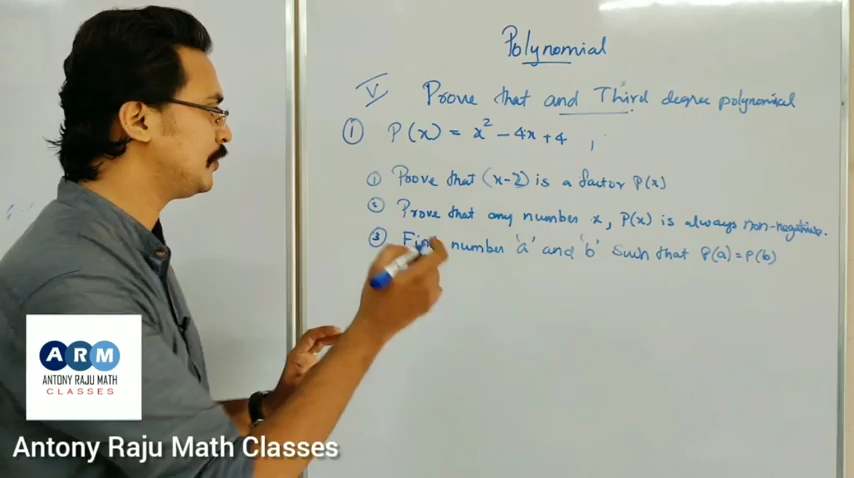 Polynomial
V Prove that and Third degree polynomical
① P(x) = x² - 4x + 4 ,
① Proove that (x-2) is a factor P(x)
② Prove that any number x, P(x) is always non-negative.
③ Find number 'a' and 'b' Such that P(a) = P(b)
ARM
ANTONY RAJU MATH
CLASSES
Antony Raju Math Classes